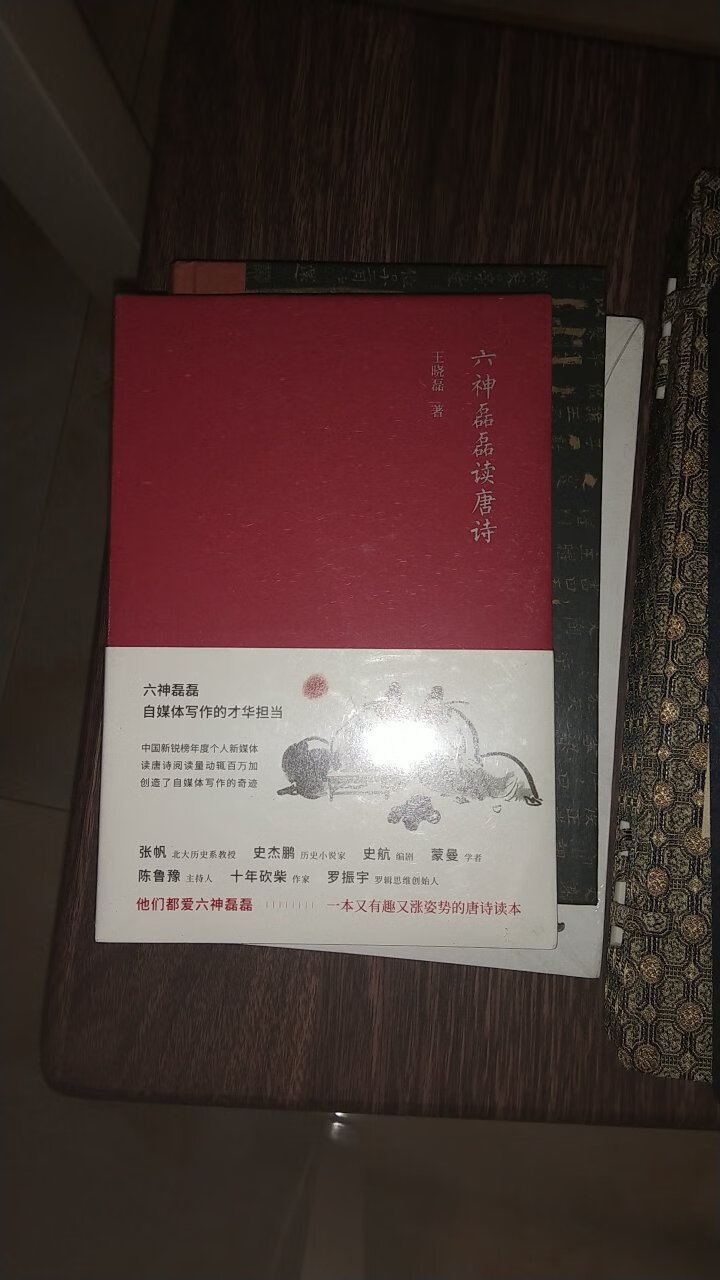 六神磊磊读唐诗
王晓磊 著
六神磊磊
自媒体写作的才华担当
中国新锐榜年度个人新媒体
读唐诗阅读量动辄百万加
创造了自媒体写作的奇迹
张帆 北大历史系教授 史杰鹏 历史小说家 史航 编剧 蒙曼 学者
陈鲁豫 主持人 十年砍柴 作家 罗振宇 罗辑思维创始人
他们都爱六神磊磊 一本又有趣又涨姿势的唐诗读本